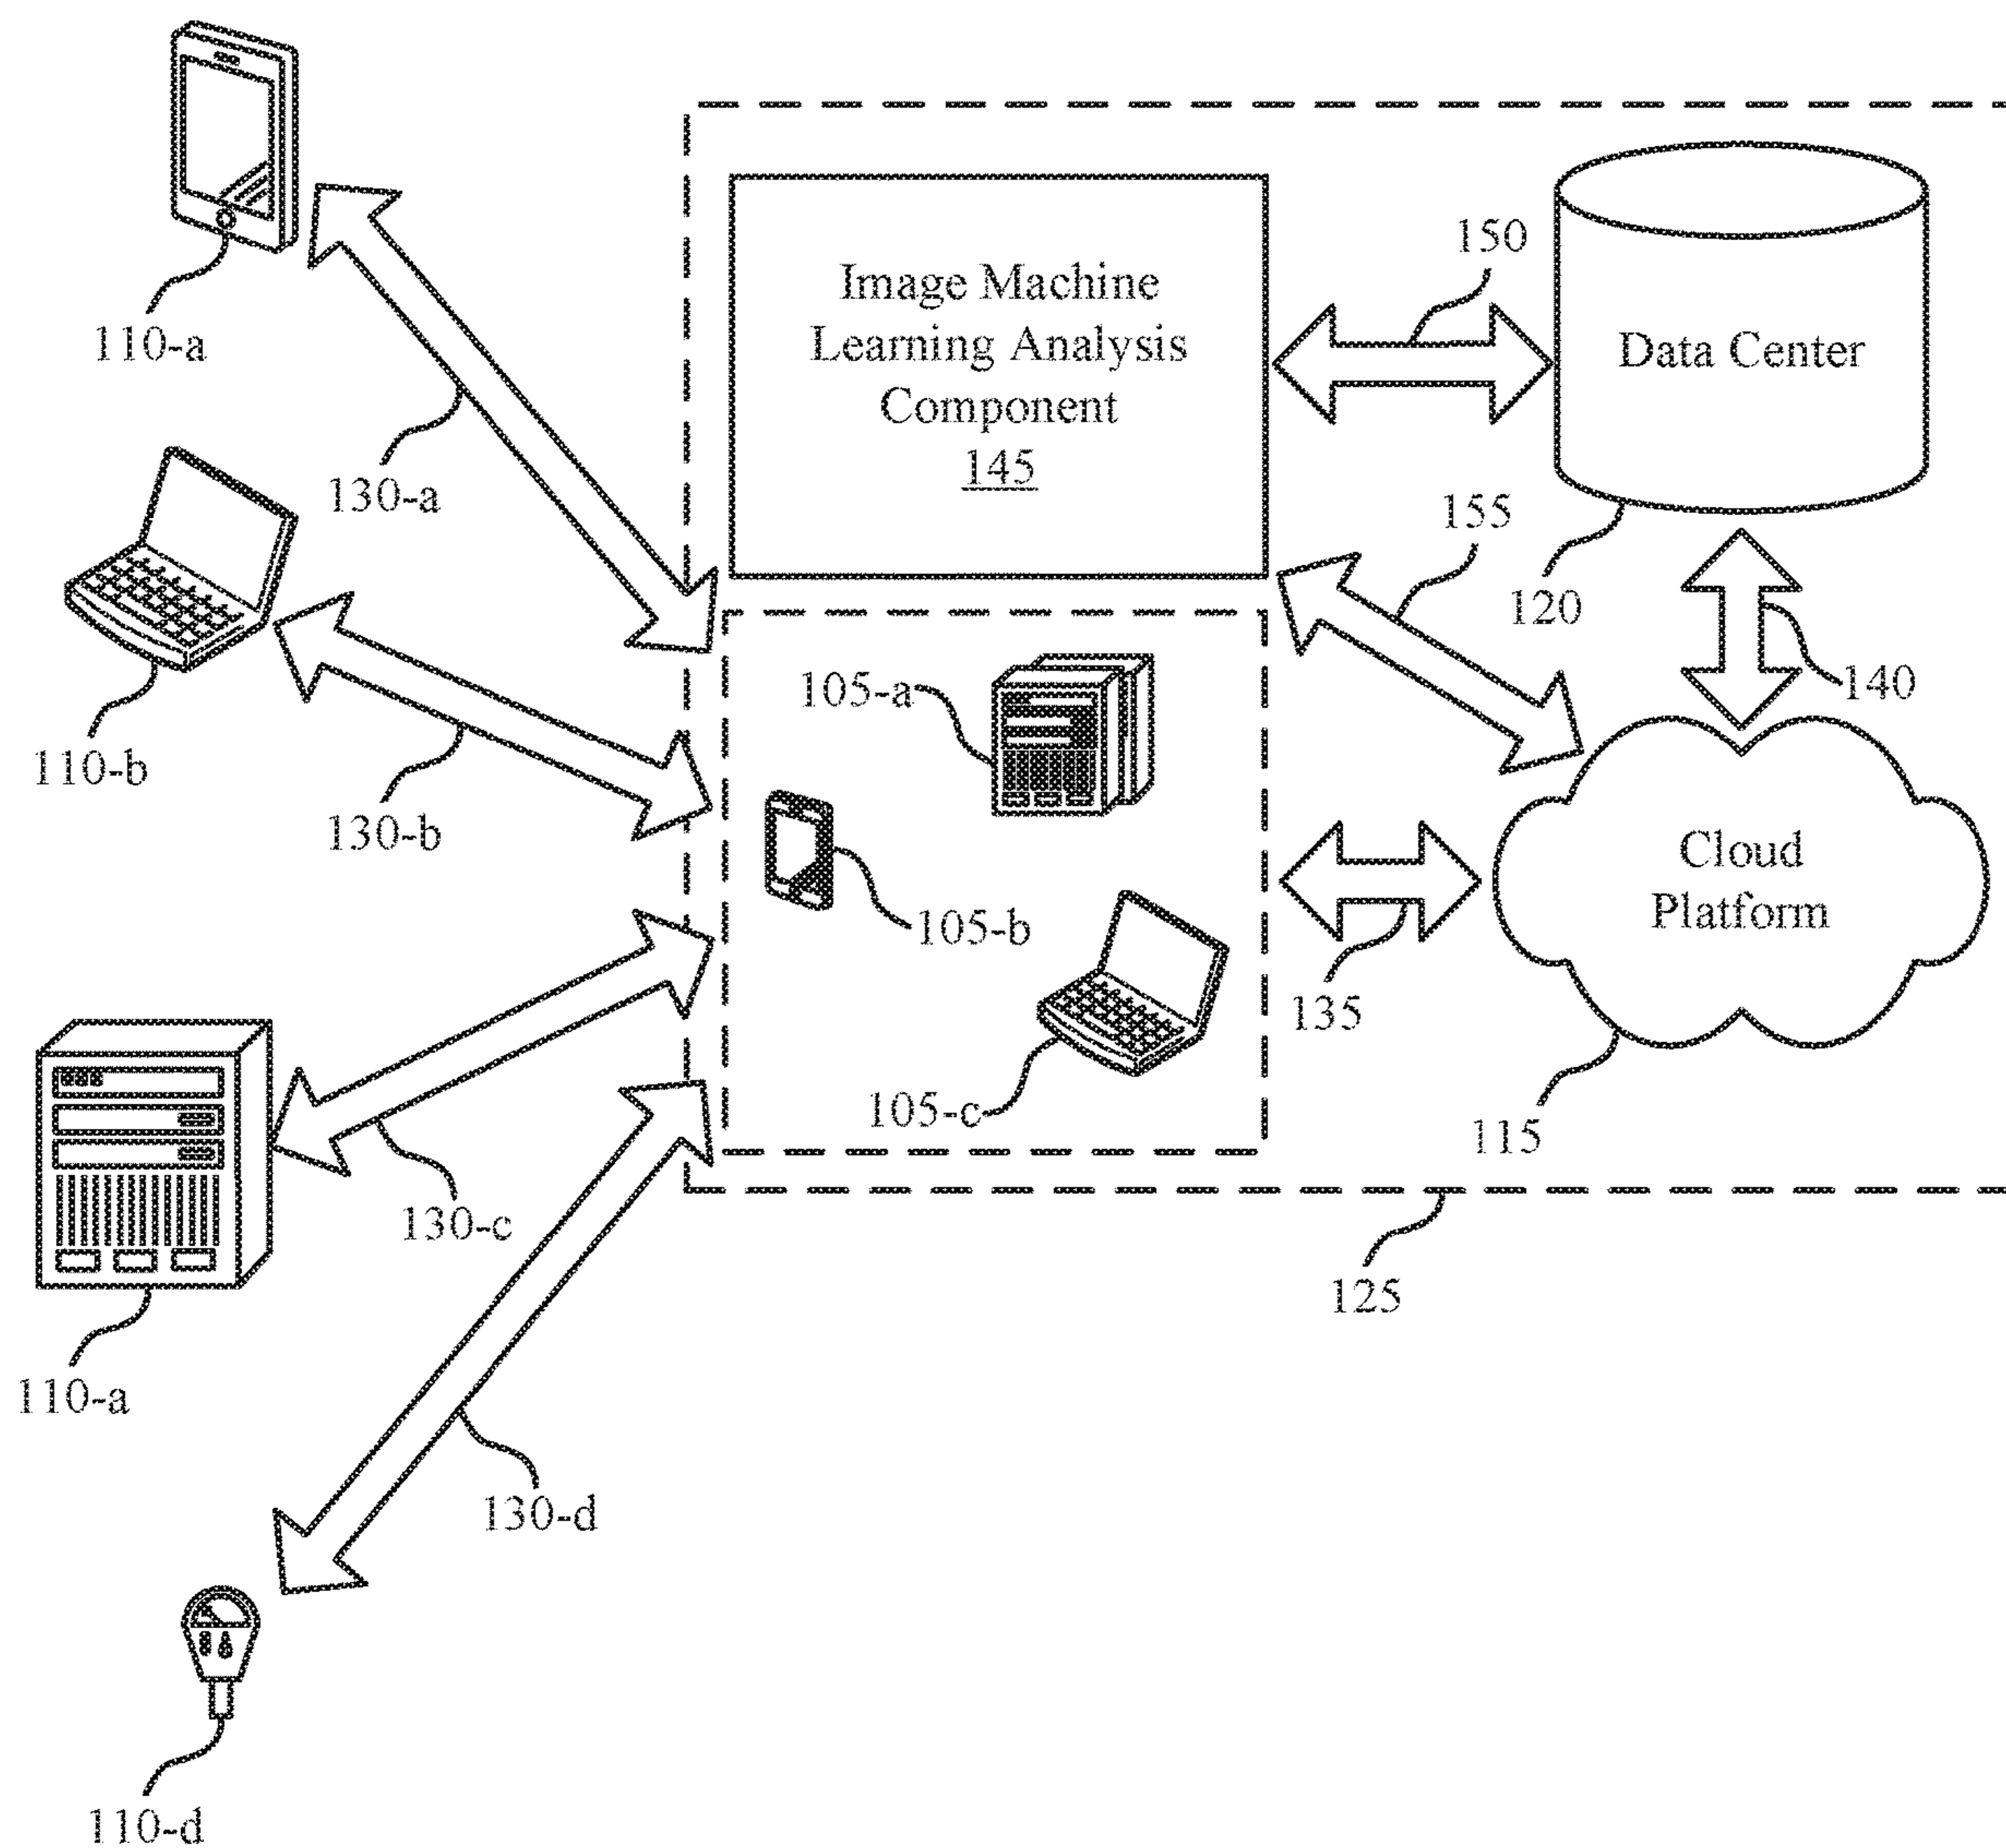 110-a
130-a
110-b
130-b
130-c
110-a
130-d
110-d
Image Machine
Learning Analysis
Component
145
150
Data Center
155
120
140
105-a
105-b
105-c
Cloud
Platform
135
115
125